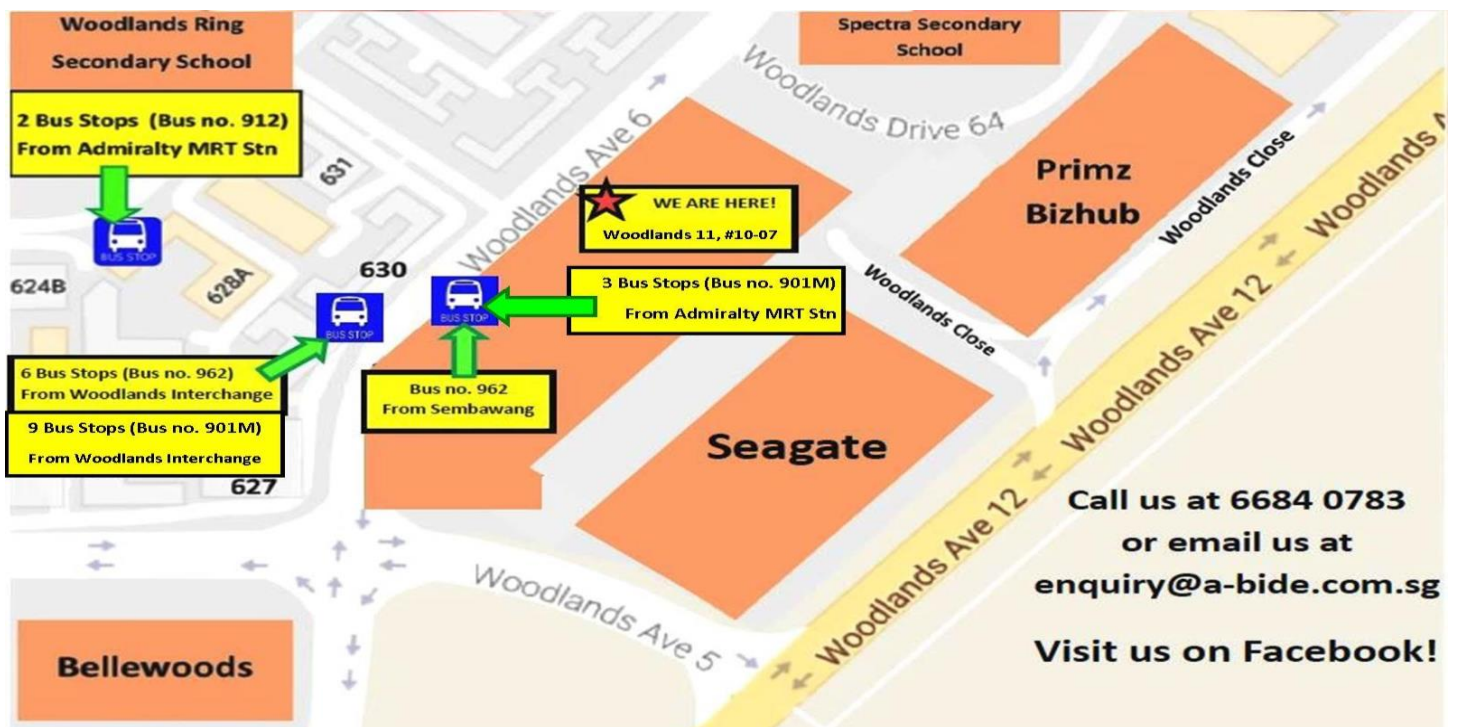 Woodlands Ring
Secondary School
Spectra Secondary
School
2 Bus Stops (Bus no. 912)
From Admiralty MRT Stn
631
Woodlands Ave 6
Woodlands Drive 64
Primz
Bizhub
Woodlands Close
Woodlands A
WE ARE HERE!
Woodlands 11, #10-07
BUS STOP
624B
628A
630
BUS STOP
BUS STOP
3 Bus Stops (Bus no. 901M)
From Admiralty MRT Stn
Woodlands Close
Woodlands Ave 12
6 Bus Stops (Bus no. 962)
From Woodlands Interchange
Bus no. 962
From Sembawang
9 Bus Stops (Bus no. 901M)
From Woodlands Interchange
627
Seagate
Woodlands Ave 12
Call us at 6684 0783
or email us at
enquiry@a-bide.com.sg
Visit us on Facebook!
Woodlands Ave 5
Bellewoods